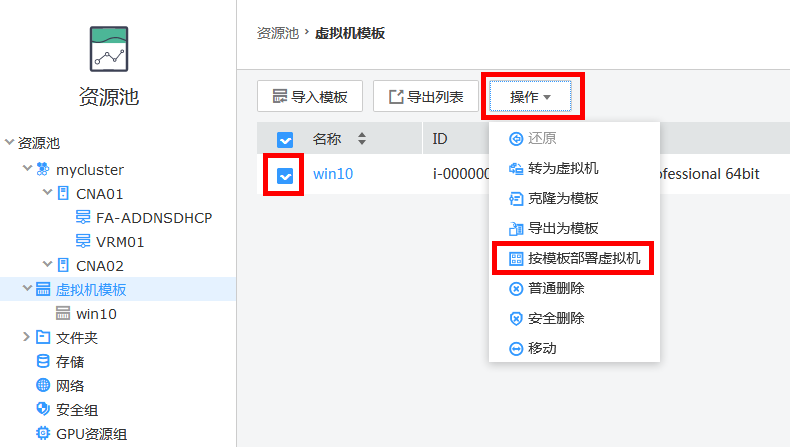 资源池
资源池
mycluster
CNA01
FA-ADDNSDHCP
VRM01
CNA02
虚拟机模板
win10
文件夹
存储
网络
安全组
GPU资源组
资源池 › 虚拟机模板
导入模板 导出列表 操作
名称 ID
win10 i-000000 ofessional 64bit
还原
转为虚拟机
克隆为模板
导出为模板
按模板部署虚拟机
普通删除
安全删除
移动